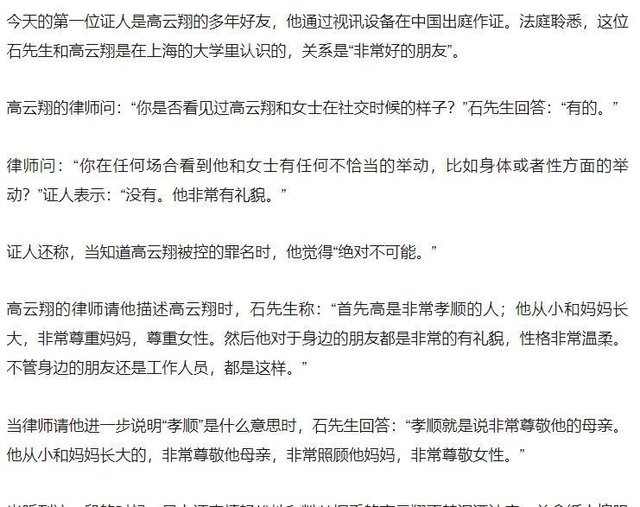 今天的第一位证人是高云翔的多年好友，他通过视讯设备在中国出庭作证。法庭聆悉，这位
石先生和高云翔是在上海的大学里认识的，关系是“非常好的朋友”。
高云翔的律师问：“你是否看见过高云翔和女士在社交时候的样子？”石先生回答：“有的。”
律师问：“你在任何场合看到他和女士有任何不恰当的举动，比如身体或者性方面的举
动？”证人表示：“没有。他非常有礼貌。”
证人还称，当知道高云翔被控的罪名时，他觉得“绝对不可能。”
高云翔的律师请他描述高云翔时，石先生称：“首先高是非常孝顺的人；他从小和妈妈长
大，非常尊重妈妈，尊重女性。然后他对于身边的朋友都是非常的有礼貌，性格非常温柔。
不管身边的朋友还是工作人员，都是这样。”
当律师请他进一步说明“孝顺”是什么意思时，石先生回答：“孝顺就是说非常尊敬他的母亲。
他从小和妈妈长大的，非常尊敬他母亲，非常照顾他妈妈，非常尊敬女性。”